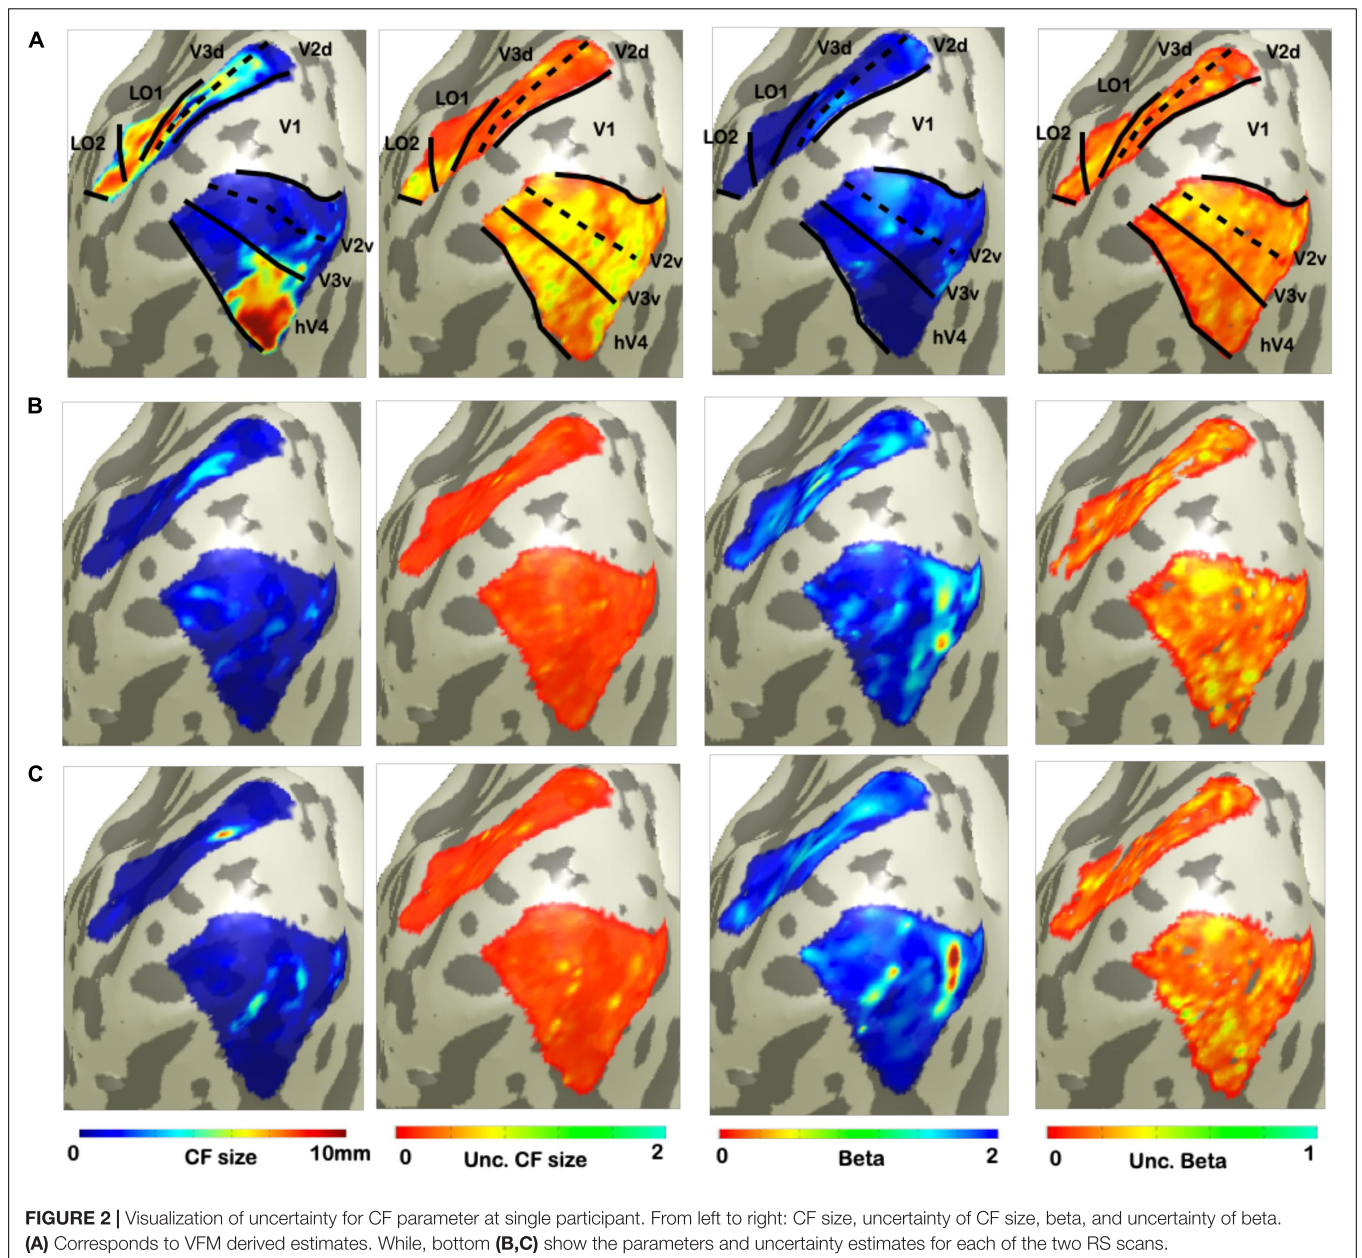 A
V3d
V2d
LO1
LO2
V1
V2v
V3v
hV4
V3d
V2d
LO1
LO2
V1
V2v
V3v
hV4
V3d
V2d
LO1
LO2
V1
V2v
V3v
hV4
V3d
V2d
LO1
LO2
V1
V2v
V3v
hV4
B
C
0 CF size 10mm
0 Unc. CF size 2
0 Beta 2
0 Unc. Beta 1
FIGURE 2 | Visualization of uncertainty for CF parameter at single participant. From left to right: CF size, uncertainty of CF size, beta, and uncertainty of beta.
(A) Corresponds to VFM derived estimates. While, bottom (B,C) show the parameters and uncertainty estimates for each of the two RS scans.